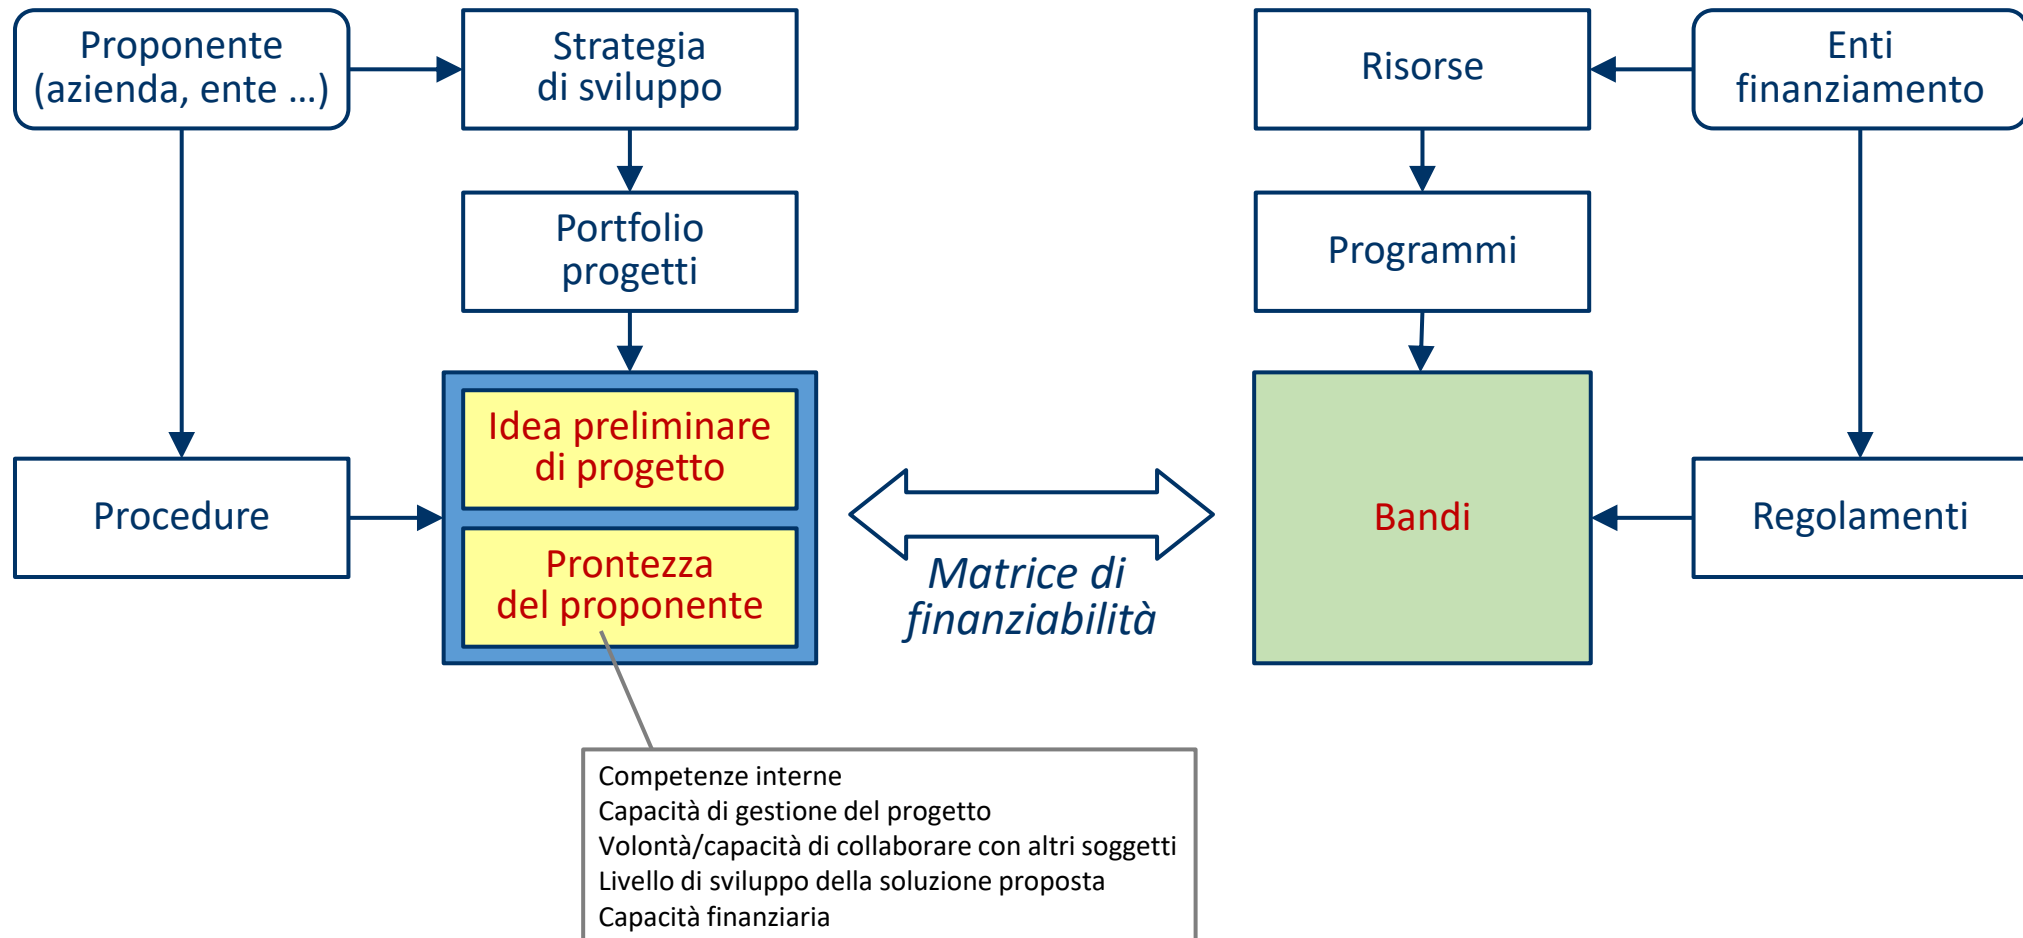 Proponente
(azienda, ente ...)
Strategia
di sviluppo
Risorse
Enti
finanziamento
Portfolio
progetti
Programmi
Idea preliminare
di progetto
Prontezza
del proponente
Procedure
Matrice di
finanziabilità
Bandi
Regolamenti
Competenze interne
Capacità di gestione del progetto
Volontà/capacità di collaborare con altri soggetti
Livello di sviluppo della soluzione proposta
Capacità finanziaria